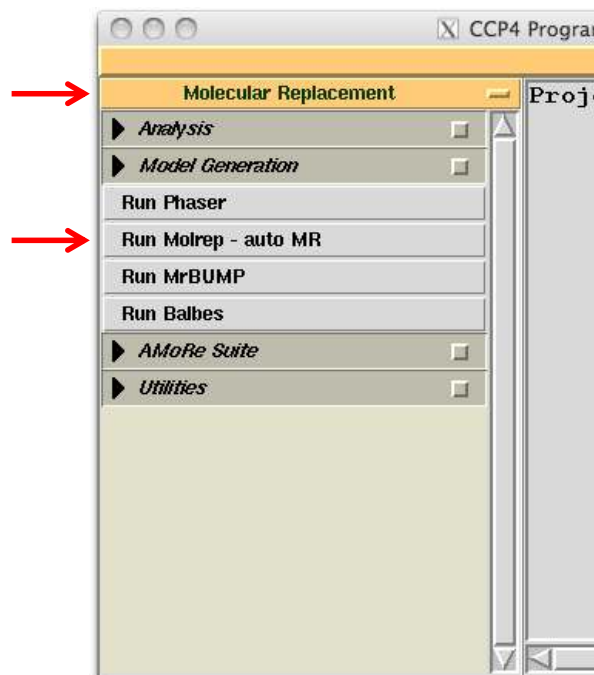 CCP4 Progra
Molecular Replacement
Proj
Analysis
Model Generation
Run Phaser
Run Molrep - auto MR
Run MrBUMP
Run Balbes
AMoRe Suite
Utilities